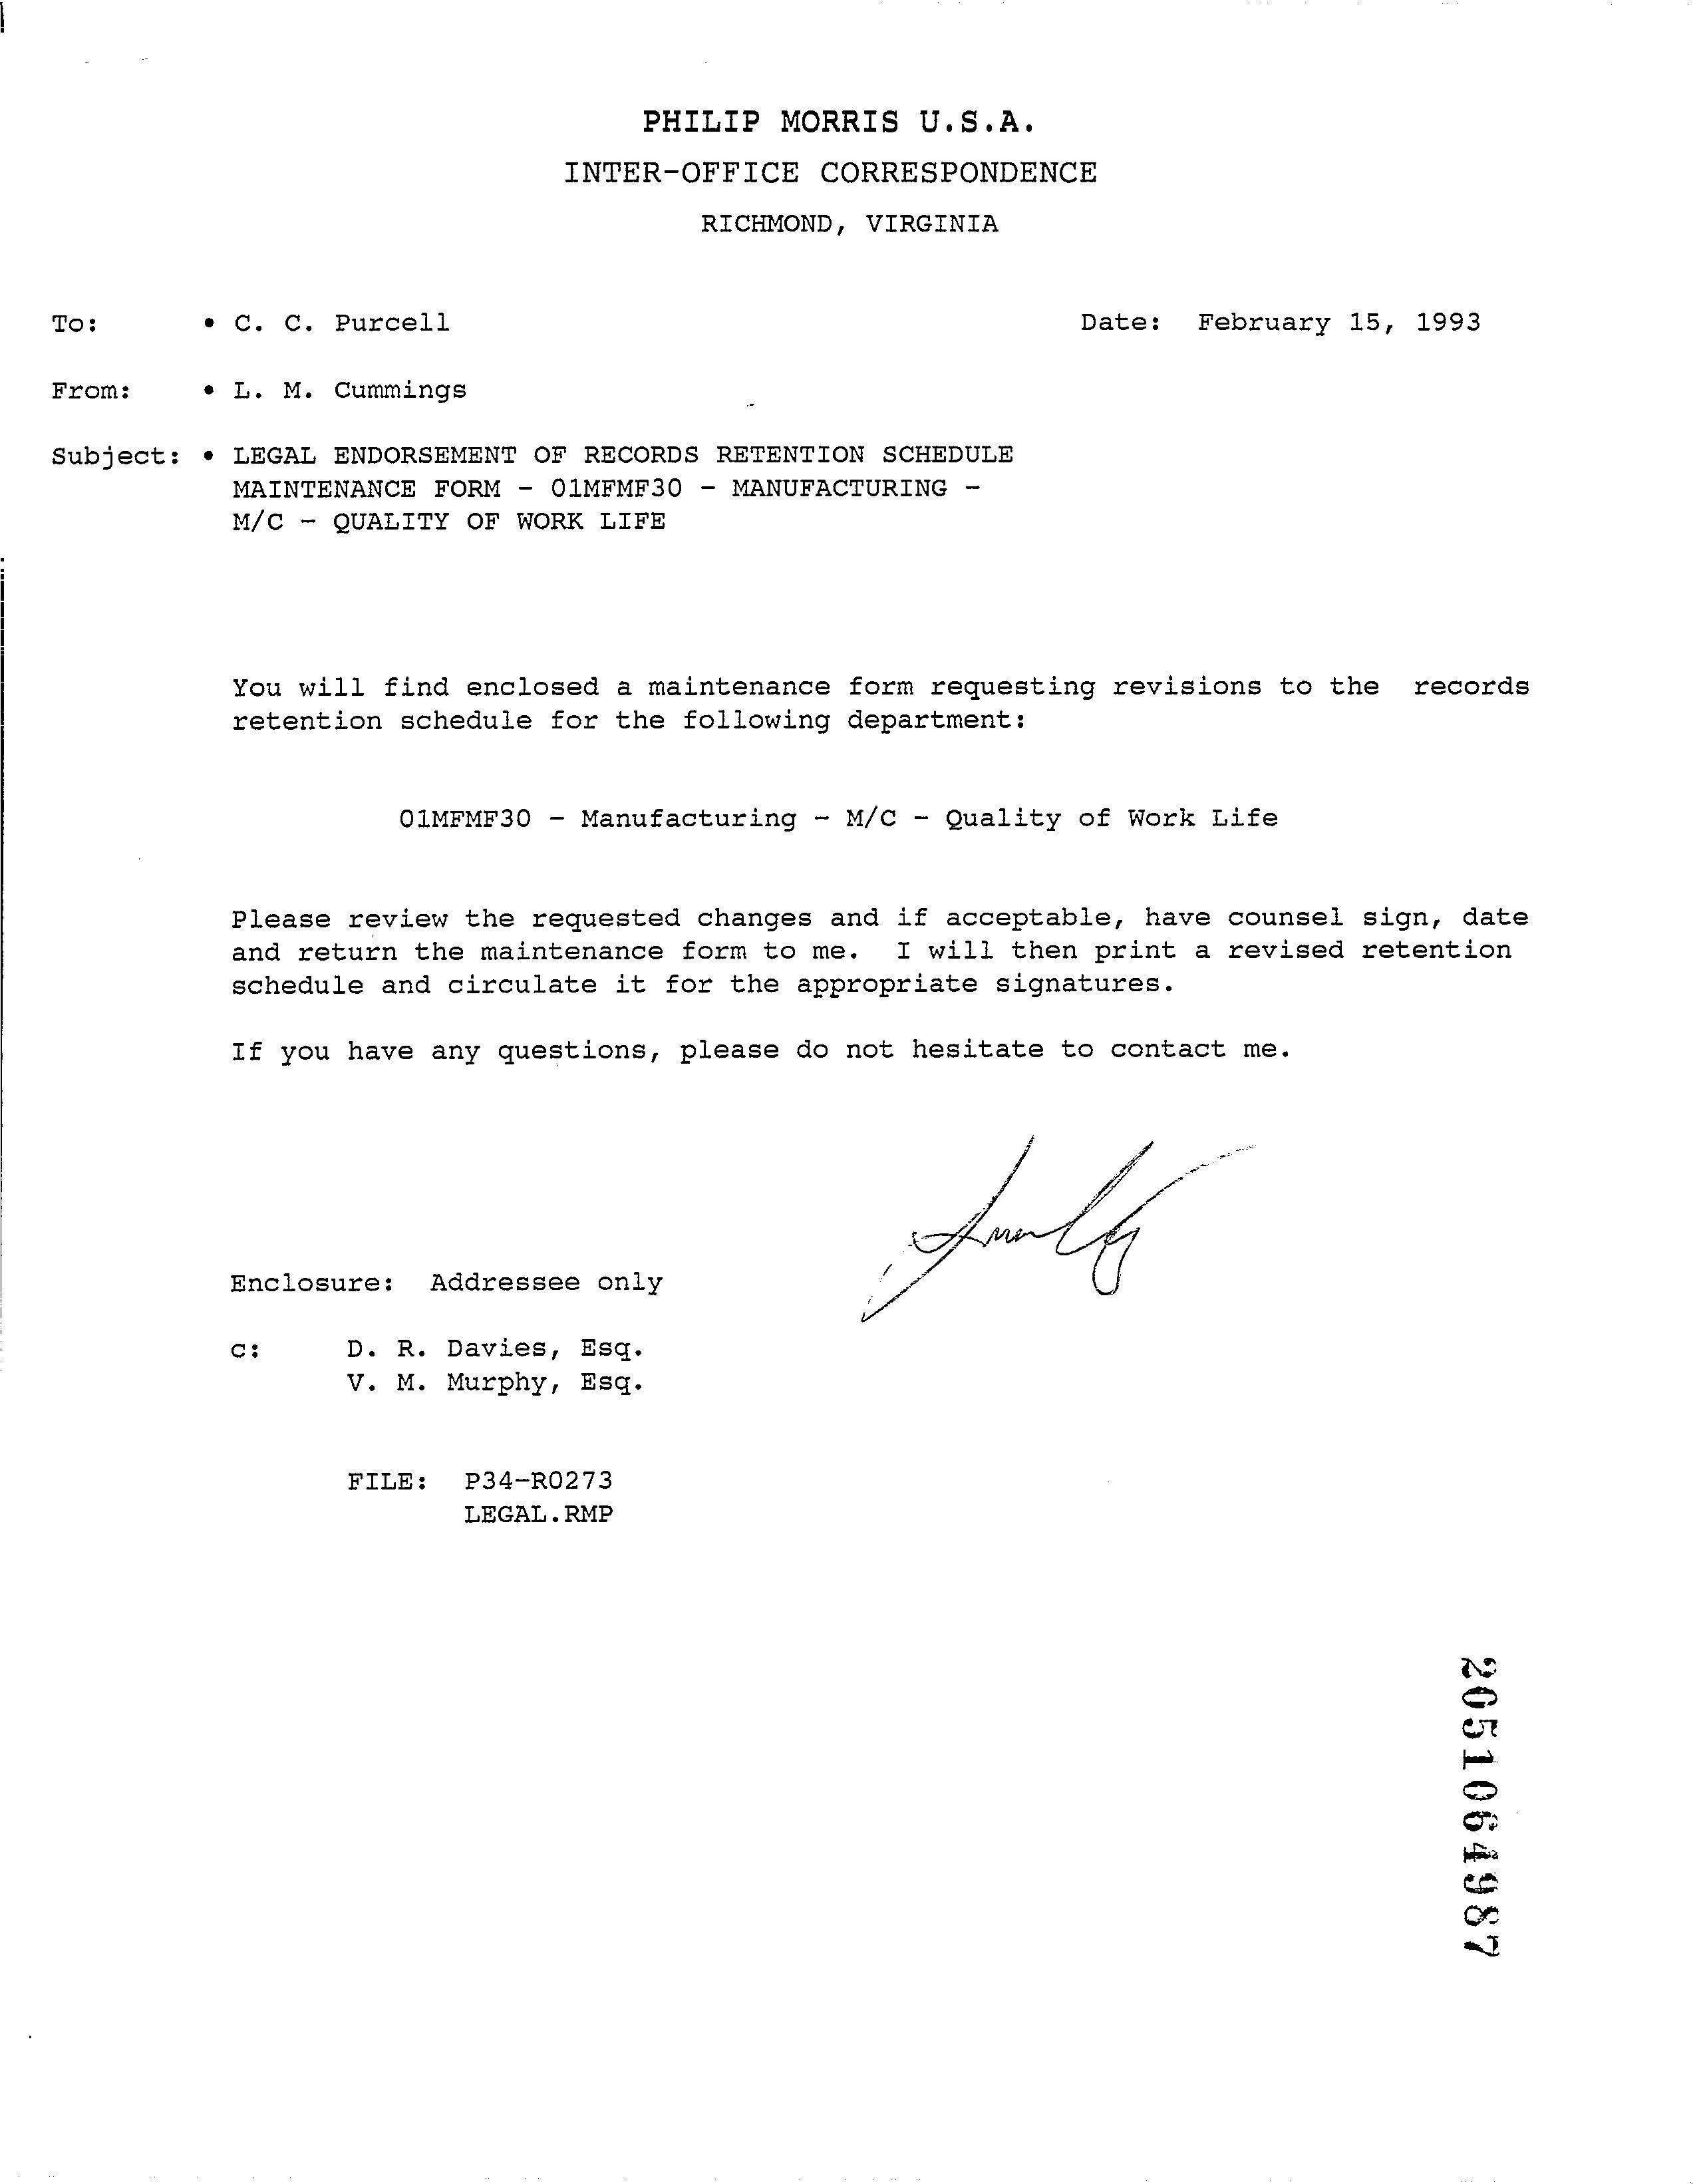 PHILIP MORRIS U.S.A.
INTER-OFFICE CORRESPONDENCE
RICHMOND, VIRGINIA
To: • C. C. Purcell Date: February 15, 1993
From: • L. M. Cummings
Subject: • LEGAL ENDORSEMENT OF RECORDS RETENTION SCHEDULE
MAINTENANCE FORM - 01MFMF30 - MANUFACTURING -
M/C - QUALITY OF WORK LIFE
You will find enclosed a maintenance form requesting revisions to the records
retention schedule for the following department:
01MFMF30 - Manufacturing - M/C - Quality of Work Life
Please review the requested changes and if acceptable, have counsel sign, date
and return the maintenance form to me. I will then print a revised retention
schedule and circulate it for the appropriate signatures.
If you have any questions, please do not hesitate to contact me.
Enclosure: Addressee only
c: D. R. Davies, Esq.
V. M. Murphy, Esq.
FILE: P34-R0273
LEGAL.RMP
2051064987